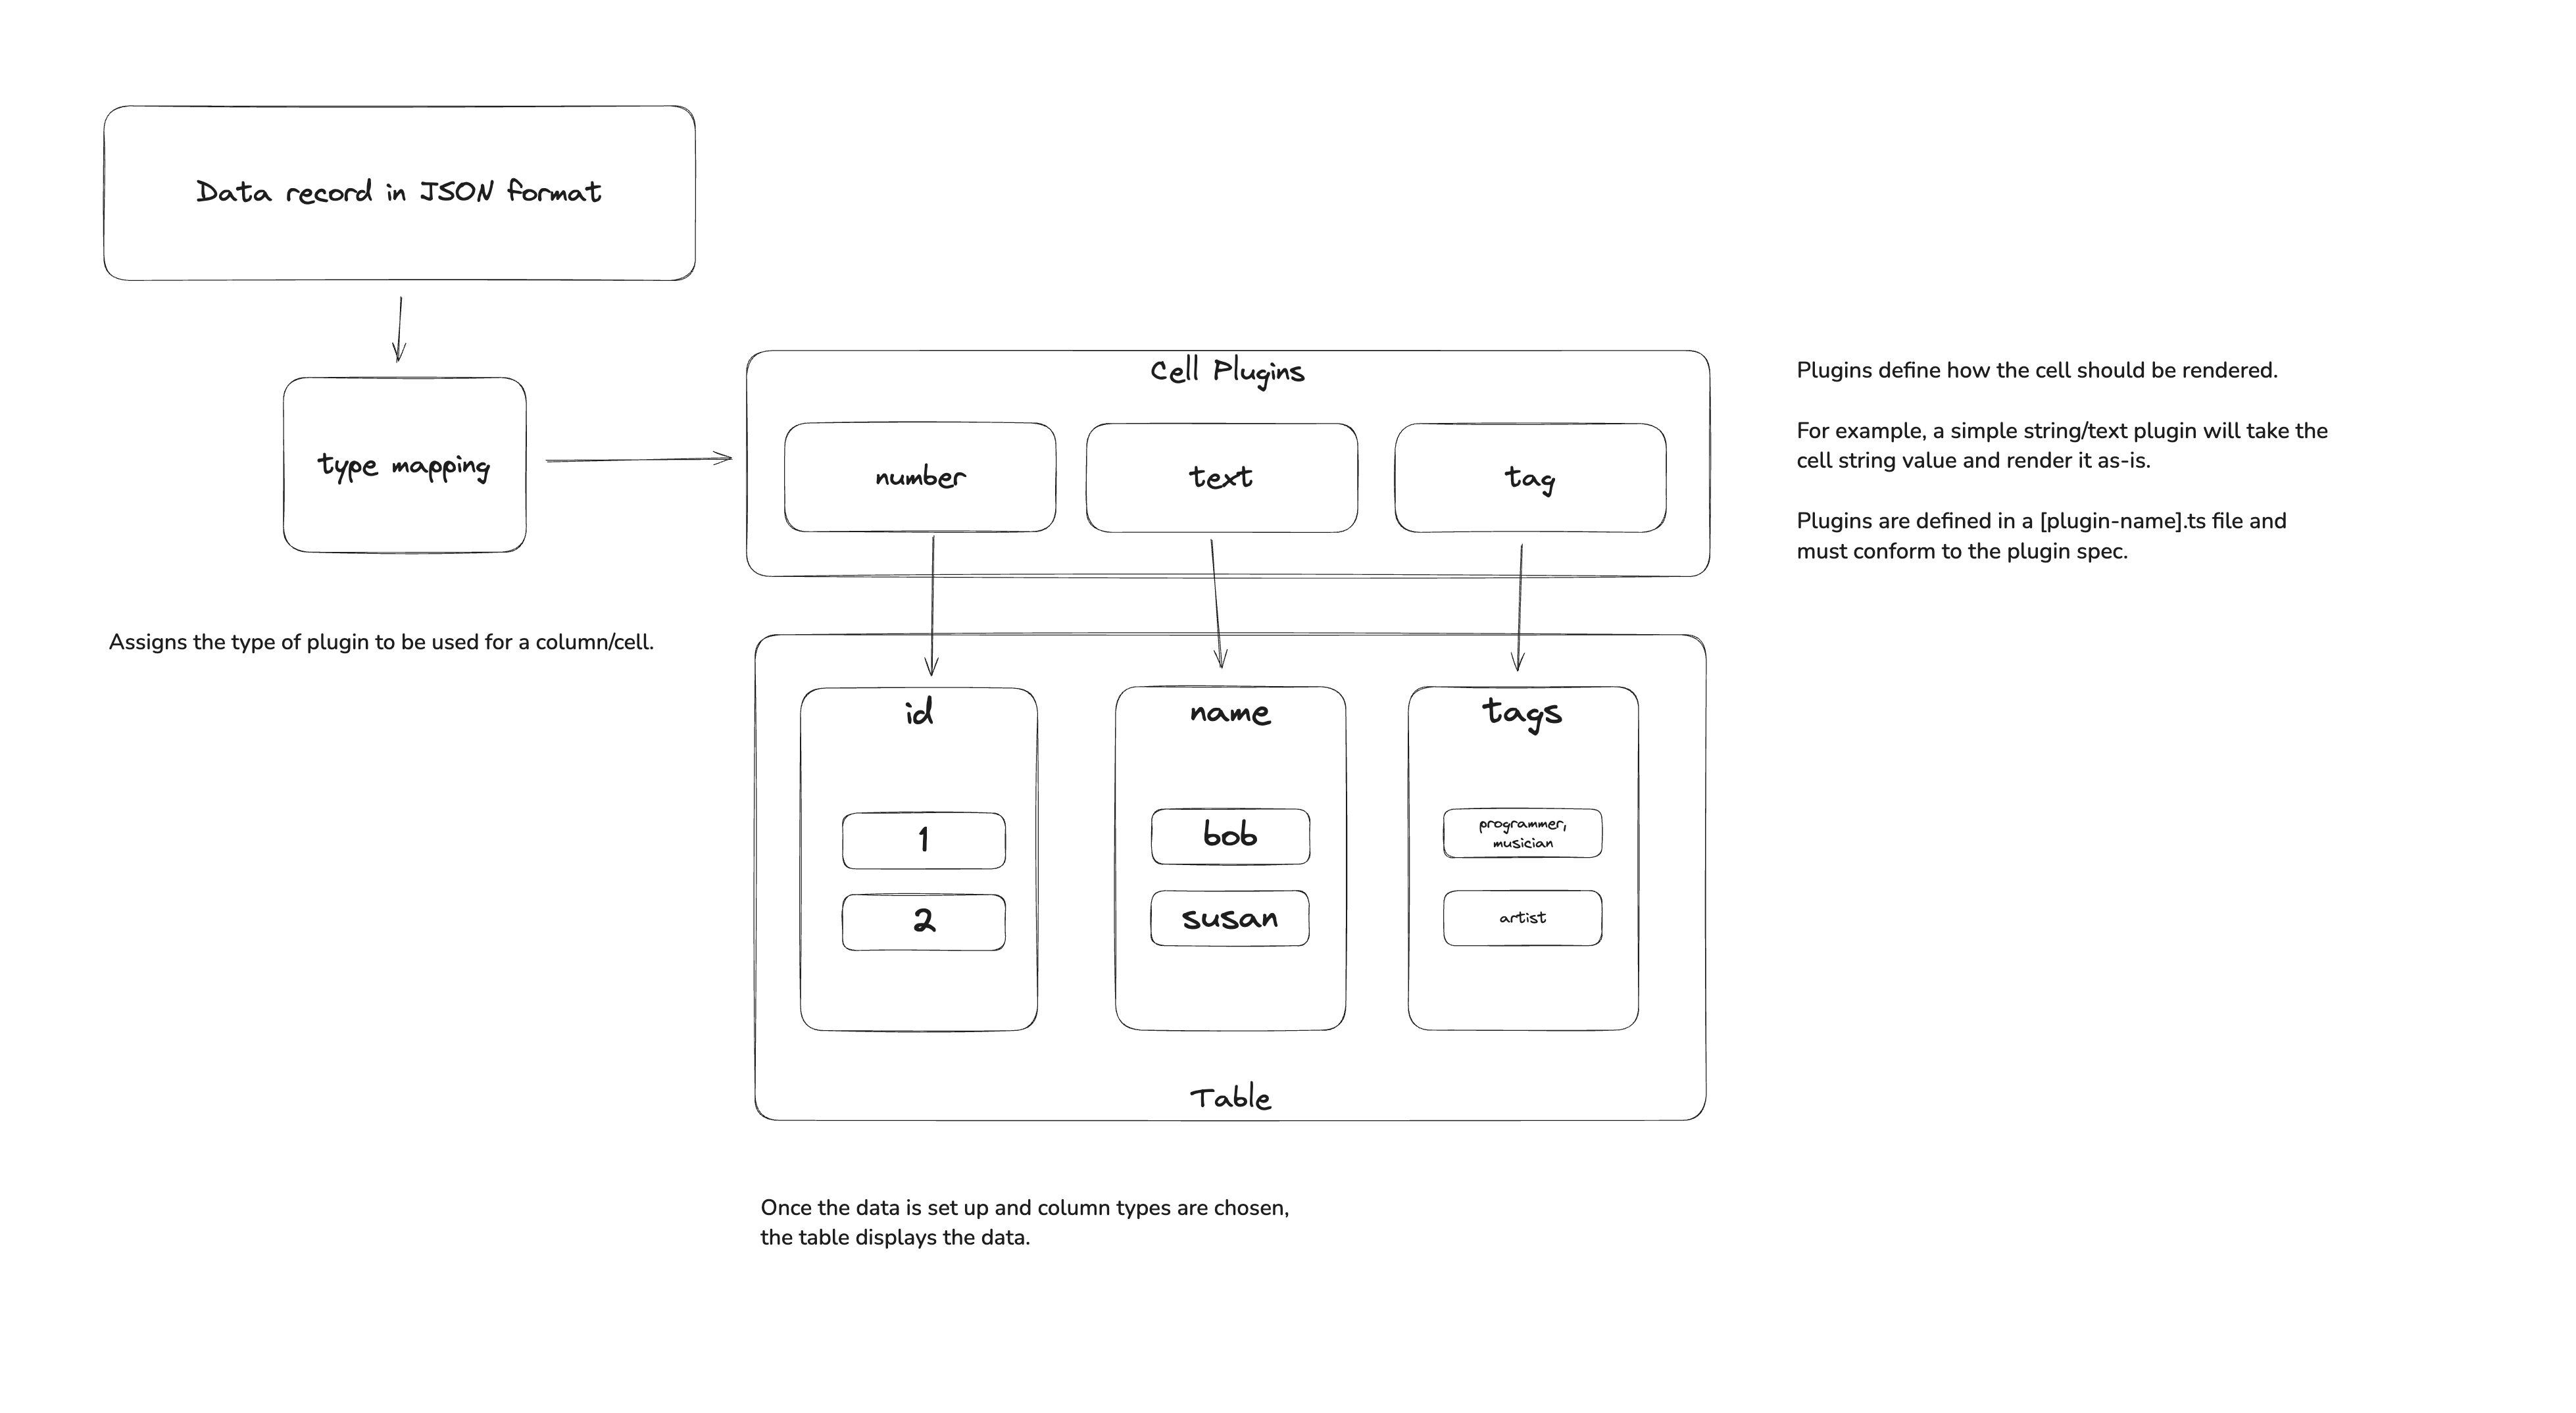 Data record in JSON format
type mapping
Assigns the type of plugin to be used for a column/cell.
Cell Plugins
number
text
tag
Plugins define how the cell should be rendered.
For example, a simple string/text plugin will take the
cell string value and render it as-is.
Plugins are defined in a [plugin-name].ts file and
must conform to the plugin spec.
id
1
2
name
bob
susan
tags
programmer,
musician
artist
Table
Once the data is set up and column types are chosen,
the table displays the data.